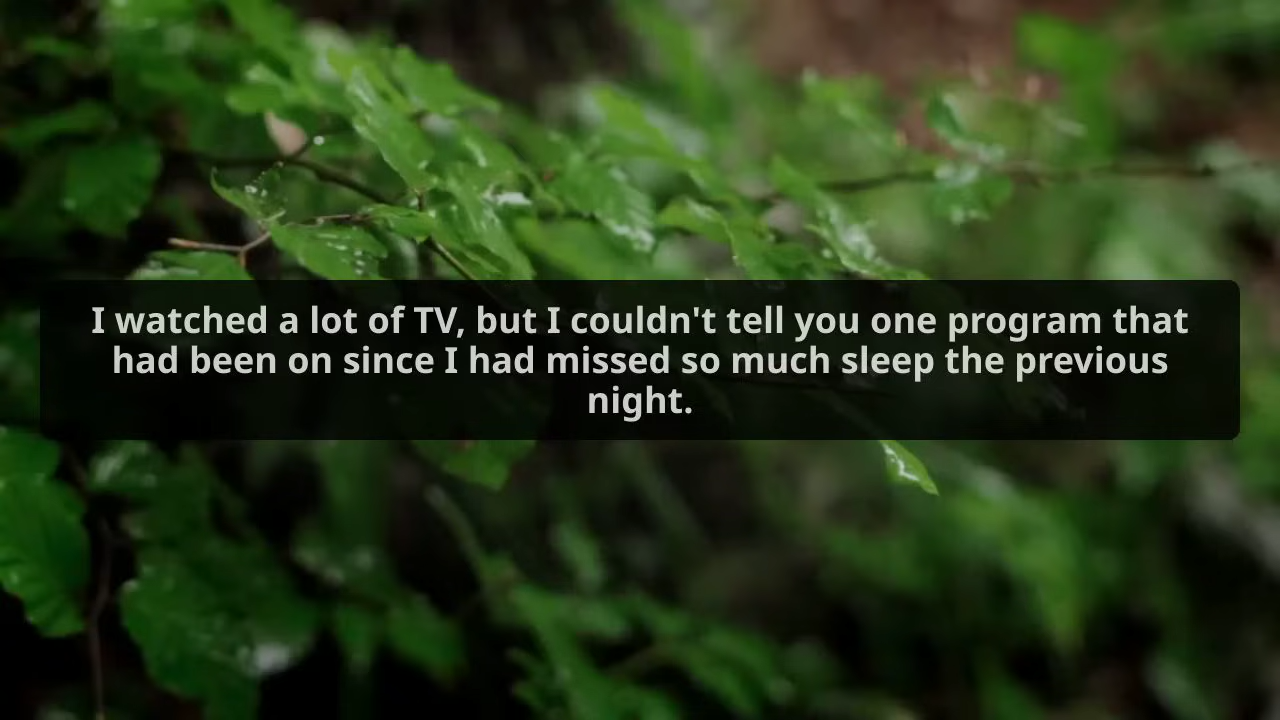 I watched a lot of TV, but I couldn't tell you one program that
had been on since I had missed so much sleep the previous
night.